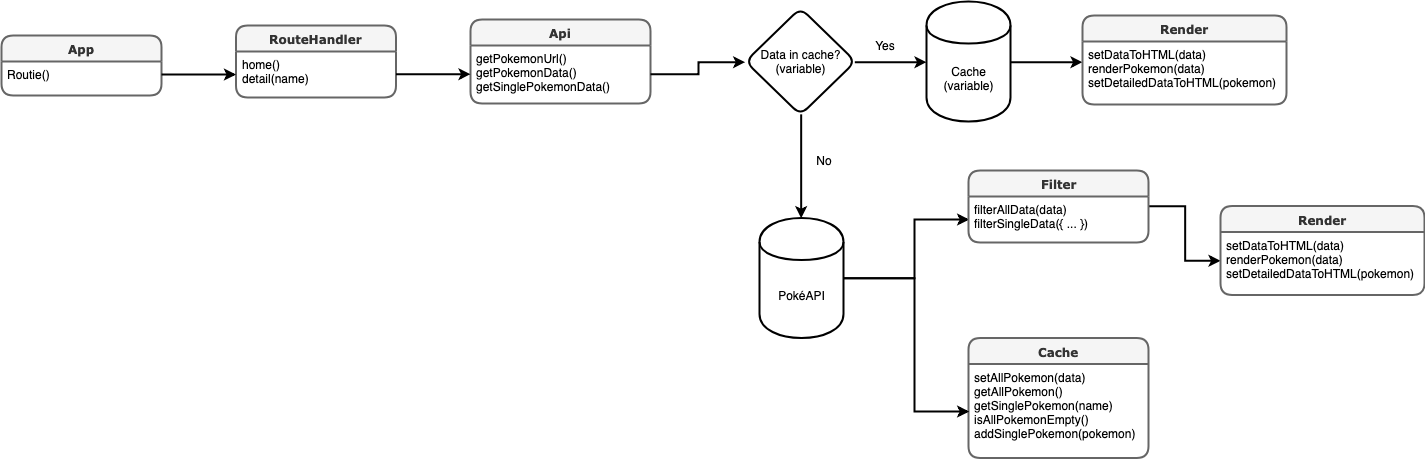 App
Routie()
RouteHandler
home()
detail(name)
Api
getPokemonUrl()
getPokemonData()
getSinglePokemonData()
Data in cache?
(variable)
Yes
Cache
(variable)
Render
setDataToHTML(data)
renderPokemon(data)
setDetailedDataToHTML(pokemon)
No
PokéAPI
Filter
filterAllData(data)
filterSingleData({ ... })
Render
setDataToHTML(data)
renderPokemon(data)
setDetailedDataToHTML(pokemon)
Cache
setAllPokemon(data)
getAllPokemon()
getSinglePokemon(name)
isAllPokemonEmpty()
addSinglePokemon(pokemon)